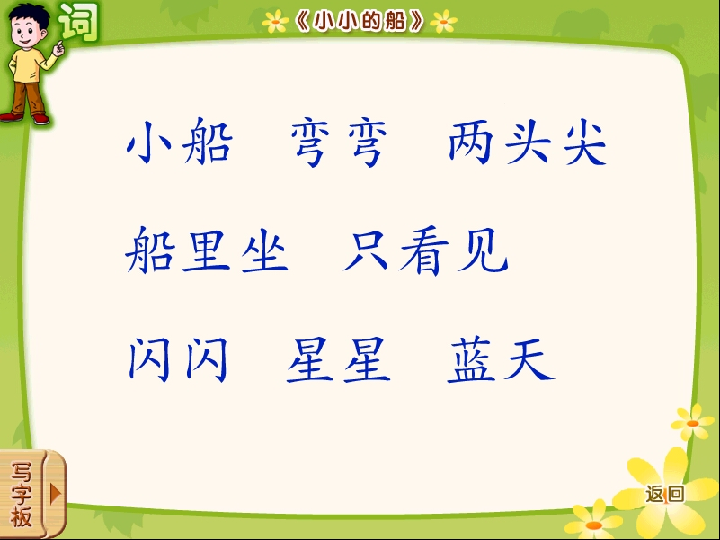 词
《小小的船》
小船 弯弯 两头尖
船里坐 只看见
闪闪 星星 蓝天
写字板
返回